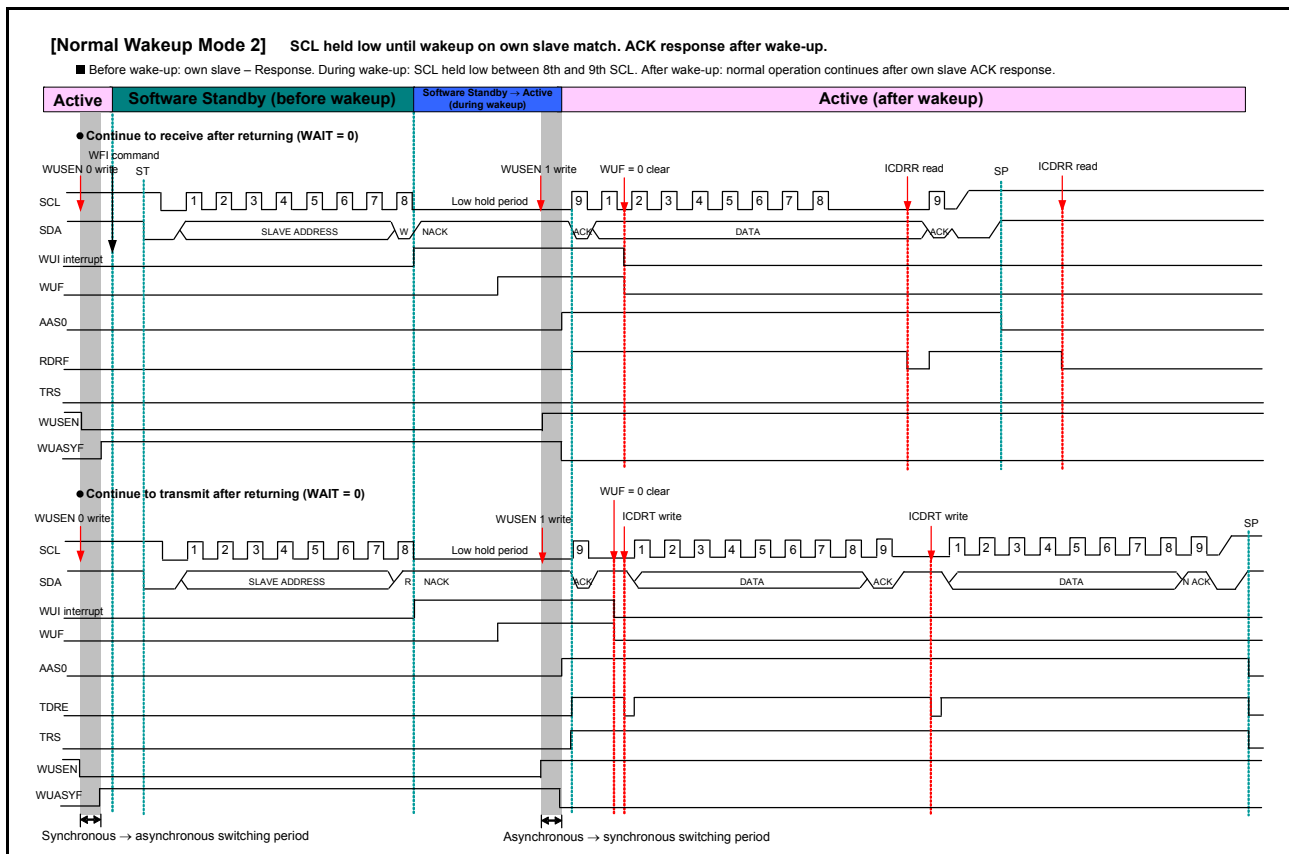 [Normal Wakeup Mode 2] SCL held low until wakeup on own slave match. ACK response after wake-up.
■ Before wake-up: own slave – Response. During wake-up: SCL held low between 8th and 9th SCL. After wake-up: normal operation continues after own slave ACK response.
Active Software Standby (before wakeup) Software Standby → Active (during wakeup) Active (after wakeup)
● Continue to receive after returning (WAIT = 0)
WFI command
WUSEN 0 write ST WUSEN 1 write WUF = 0 clear ICDRR read SP ICDRR read
SCL 1 2 3 4 5 6 7 8 Low hold period 9 1 2 3 4 5 6 7 8 9
SDA SLAVE ADDRESS W NACK ACK DATA ACK
WUI interrupt
WUF
AAS0
RDRF
TRS
WUSEN
WUASYF
● Continue to transmit after returning (WAIT = 0)
WUF = 0 clear
WUSEN 0 write WUSEN 1 write ICDRT write ICDRT write SP
SCL 1 2 3 4 5 6 7 8 Low hold period 9 1 2 3 4 5 6 7 8 9 1 2 3 4 5 6 7 8 9
SDA SLAVE ADDRESS R NACK ACK DATA ACK DATA N ACK
WUI interrupt
WUF
AAS0
TDRE
TRS
WUSEN
WUASYF
Synchronous → asynchronous switching period Asynchronous → synchronous switching period